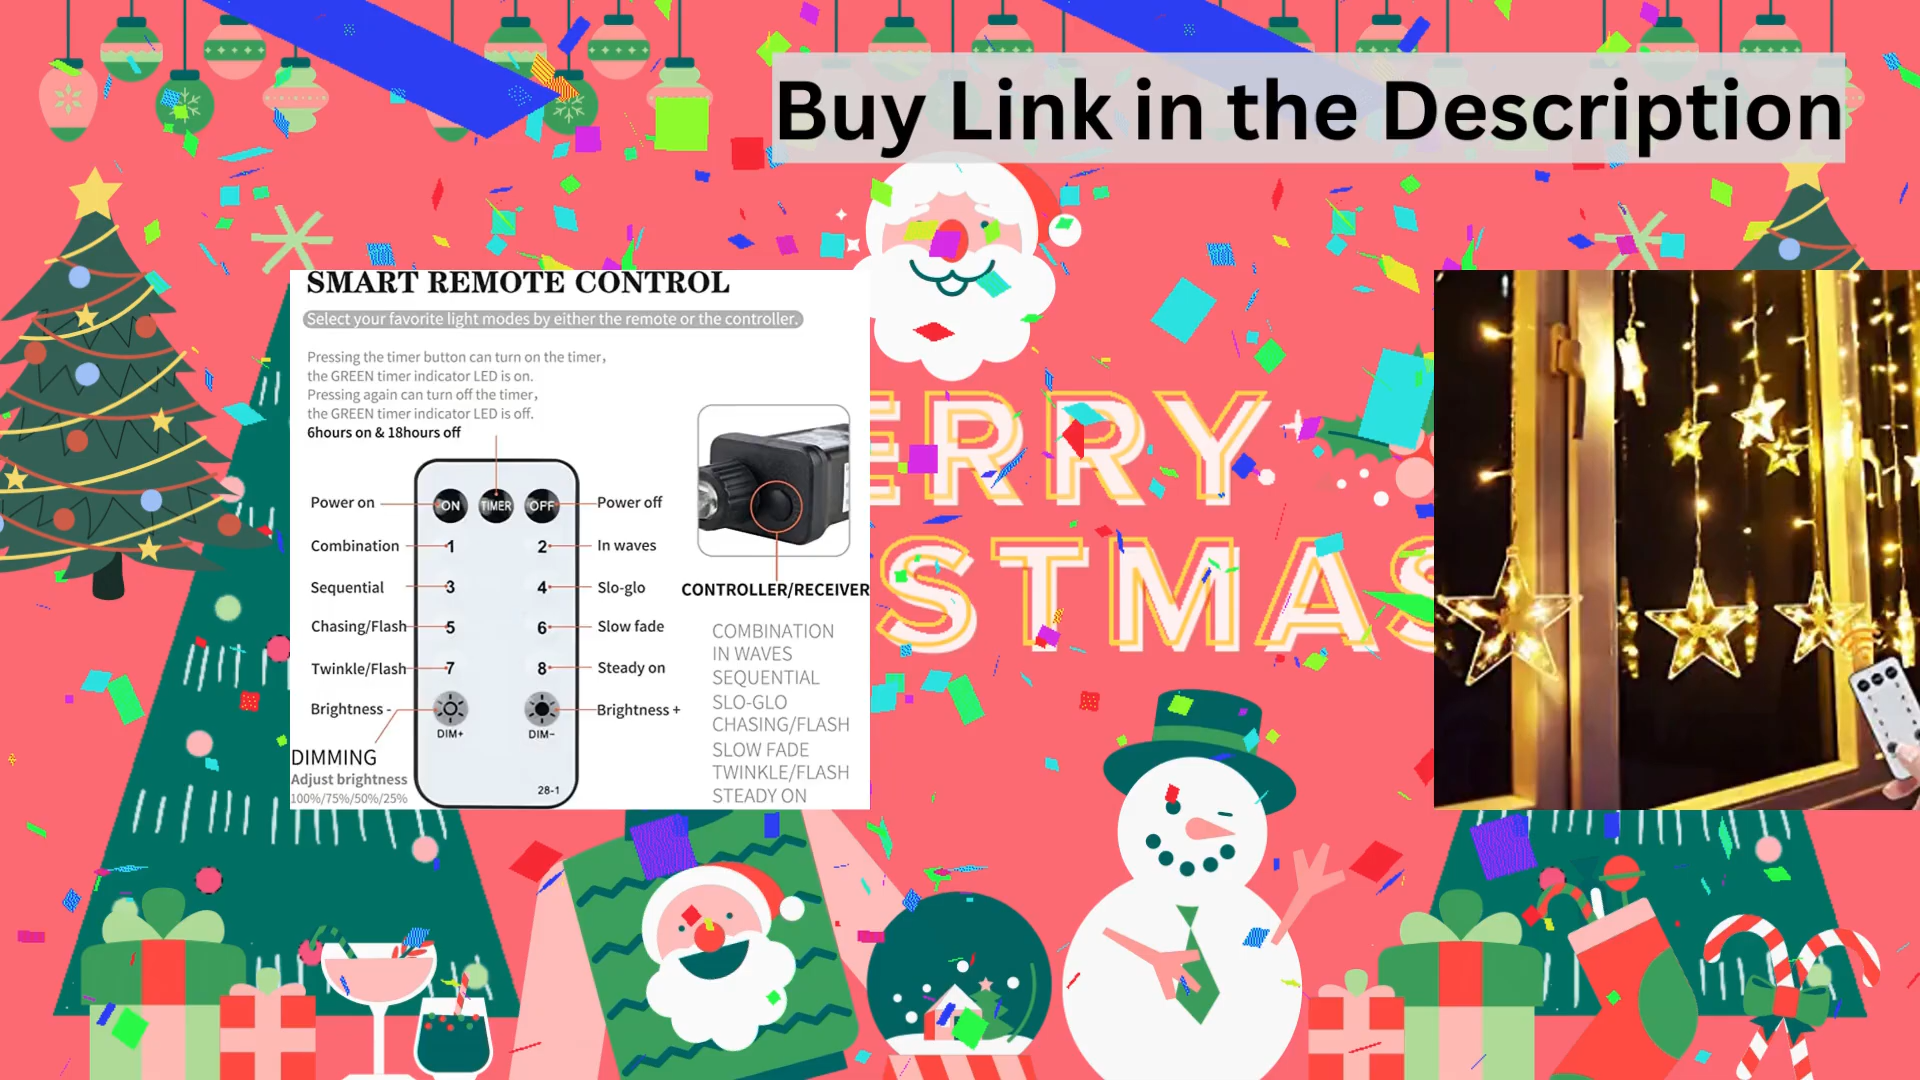 Buy Link in the Description
SMART REMOTE CONTROL
Select your favorite light modes by either the remote or the controller.
Pressing the timer button can turn on the timer,
the GREEN timer indicator LED is on.
Pressing again can turn off the timer,
the GREEN timer indicator LED is off.
6hours on & 18hours off
Power on ON TIMER OFF Power off
Combination 1 2 In waves
Sequential 3 4 Slo-glo
Chasing/Flash 5 6 Slow fade
Twinkle/Flash 7 8 Steady on
Brightness - Brightness +
DIM+ DIM-
DIMMING
Adjust brightness
100%/75%/50%/25%
28-1
CONTROLLER/RECEIVER
COMBINATION
IN WAVES
SEQUENTIAL
SLO-GLO
CHASING/FLASH
SLOW FADE
TWINKLE/FLASH
STEADY ON
ERRY
STMAS